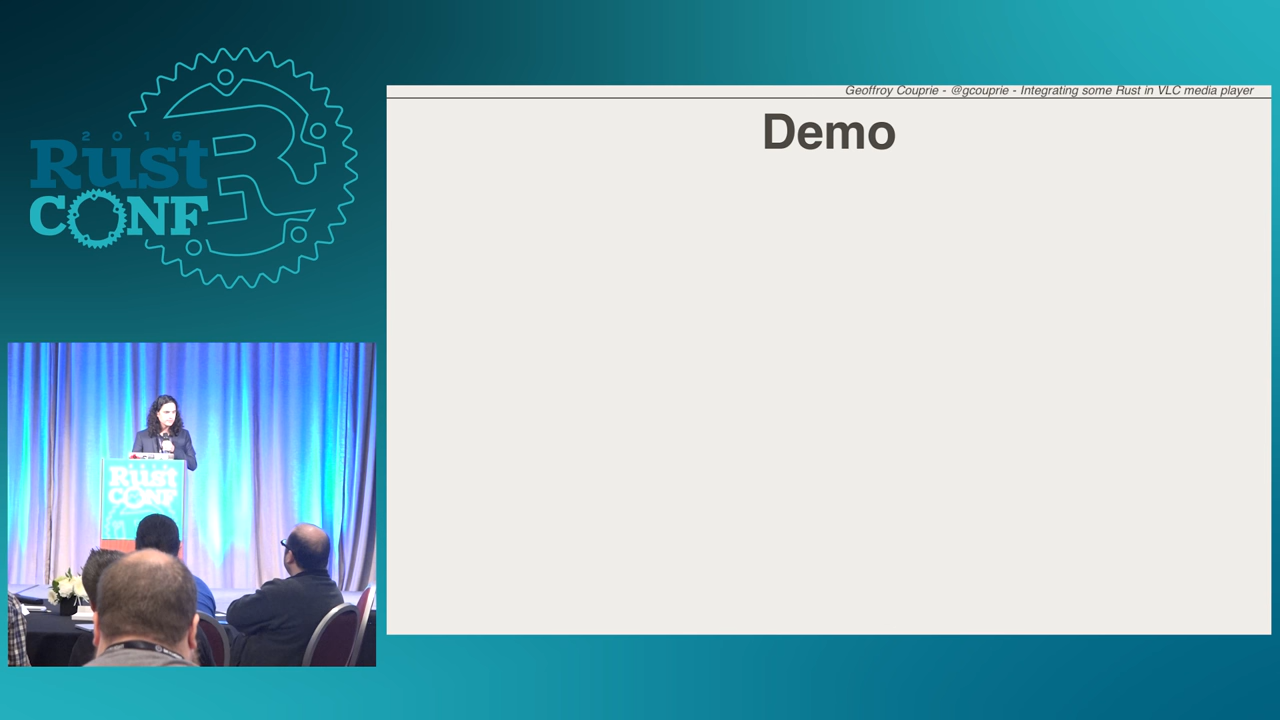 2016
Rust
CONF
Geoffroy Couprie - @gcouprie - Integrating some Rust in VLC media player
Demo
Rust
CONF